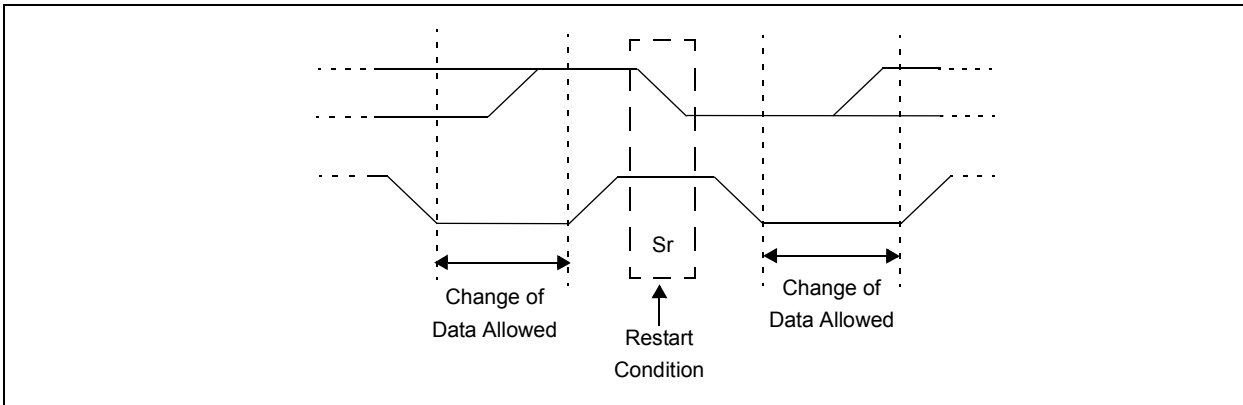 Sr
Change of
Data Allowed
Restart
Condition
Change of
Data Allowed